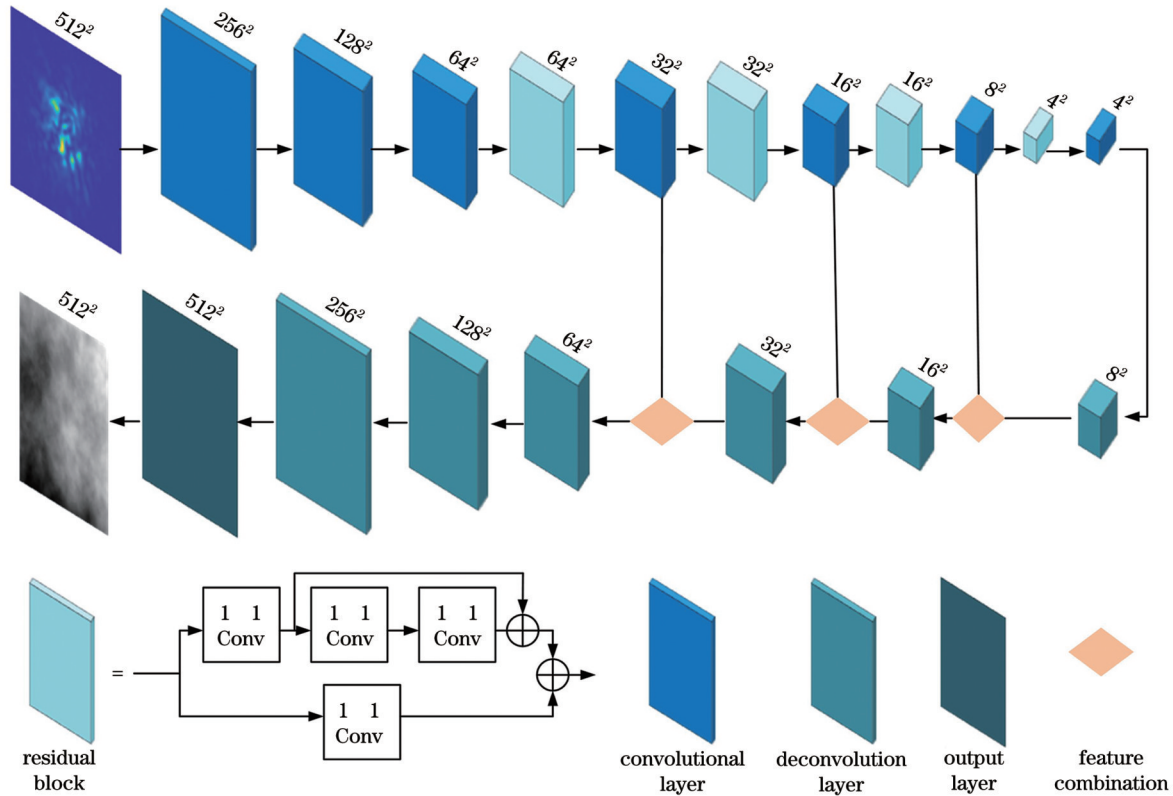 512²
256²
128²
64²
64²
32²
32²
16²
16²
8²
4²
4²
512²
512²
256²
128²
64²
32²
16²
8²
=
1 1
Conv
1 1
Conv
1 1
Conv
1 1
Conv
residual
block
convolutional
layer
deconvolution
layer
output
layer
feature
combination